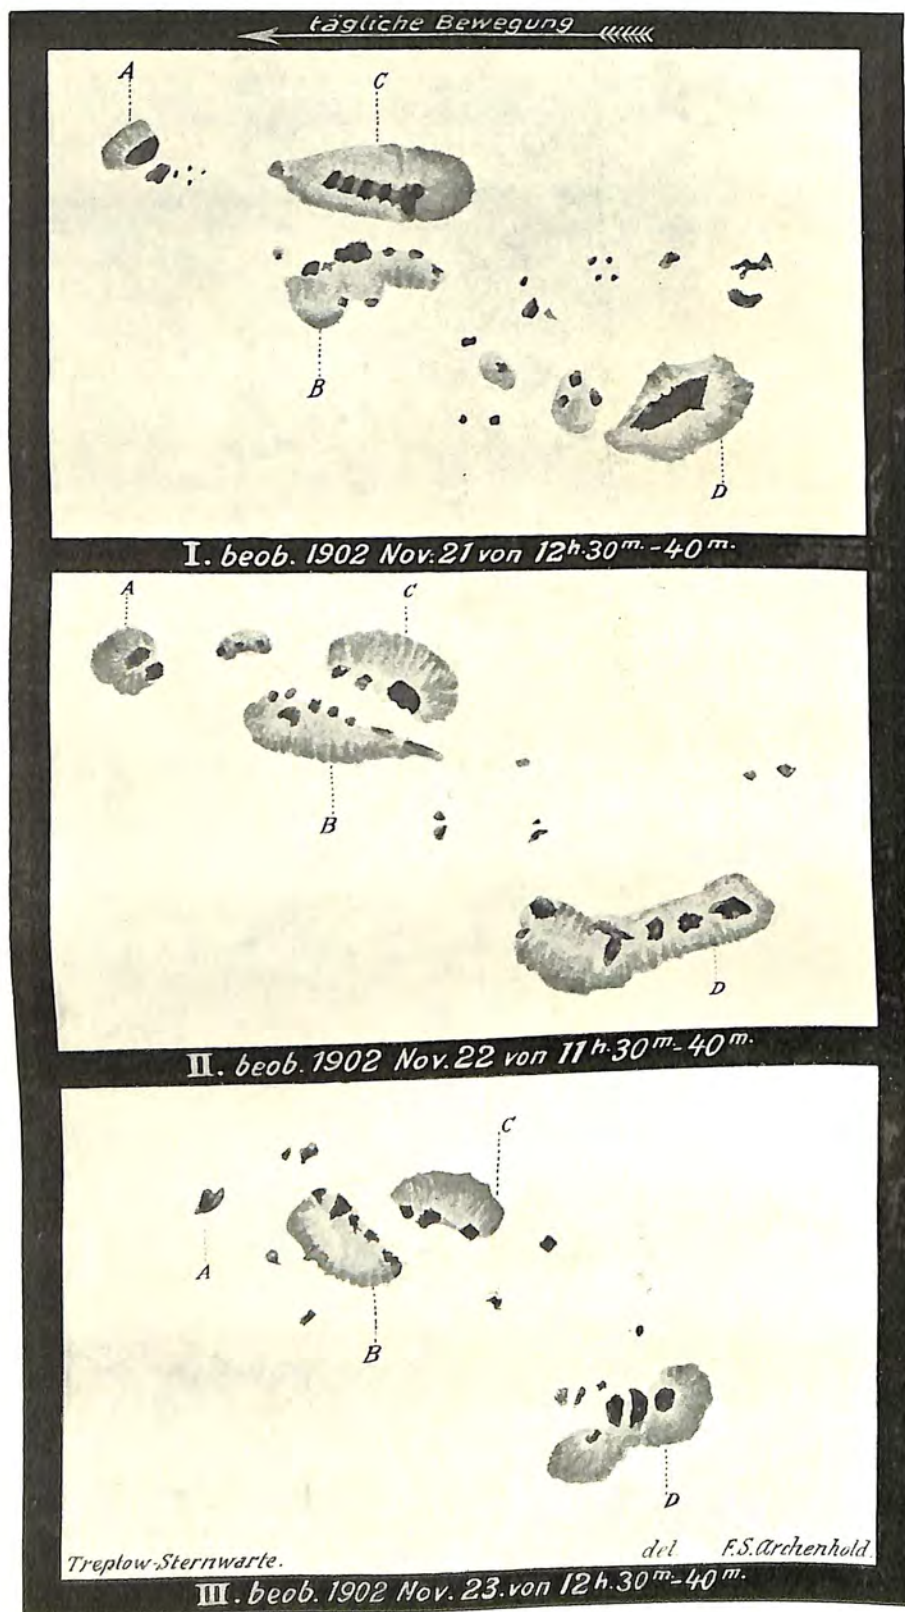 tägliche Bewegung
A
C
B
D
I. beob. 1902 Nov. 21 von 12h. 30m. - 40m.
A
C
B
D
II. beob. 1902 Nov. 22 von 11h. 30m. - 40m.
C
A
B
D
Treptow-Sternwarte. del. F.S. Archenhold.
III. beob. 1902 Nov. 23. von 12h. 30m. - 40m.